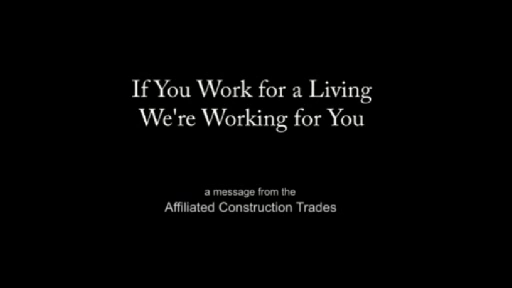 If You Work for a Living
We're Working for You
a message from the
Affiliated Construction Trades